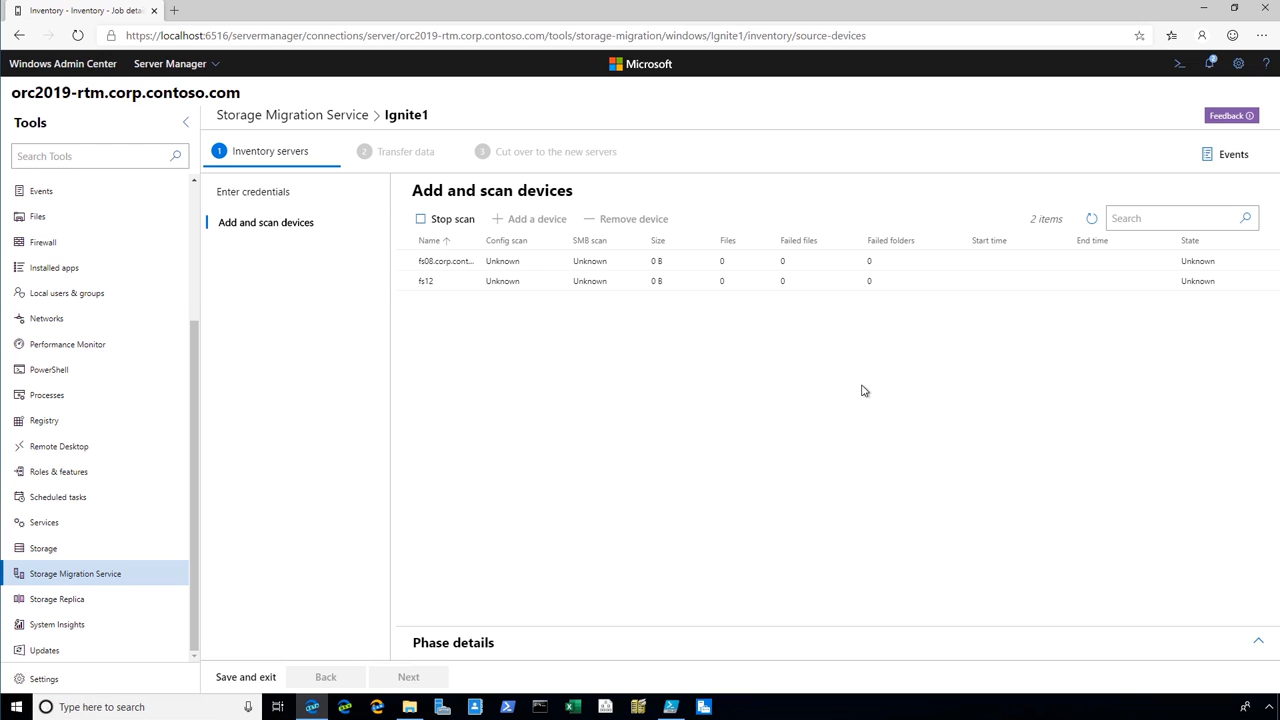 Inventory - Inventory - Job deta
https://localhost:6516/servermanager/connections/server/orc2019-rtm.corp.contoso.com/tools/storage-migration/windows/Ignite1/inventory/source-devices
Windows Admin Center Server Manager Microsoft
orc2019-rtm.corp.contoso.com
Tools
Search Tools
Events
Files
Firewall
Installed apps
Local users & groups
Networks
Performance Monitor
PowerShell
Processes
Registry
Remote Desktop
Roles & features
Scheduled tasks
Services
Storage
Storage Migration Service
Storage Replica
System Insights
Updates
Settings
Storage Migration Service > Ignite1
Feedback
1 Inventory servers 2 Transfer data 3 Cut over to the new servers
Events
Enter credentials
Add and scan devices
Add and scan devices
Stop scan Add a device Remove device 2 items Search
Name Config scan SMB scan Size Files Failed files Failed folders Start time End time State
fs08.corp.cont... Unknown Unknown 0 B 0 0 0 Unknown
fs12 Unknown Unknown 0 B 0 0 0 Unknown
Phase details
Save and exit Back Next
Type here to search